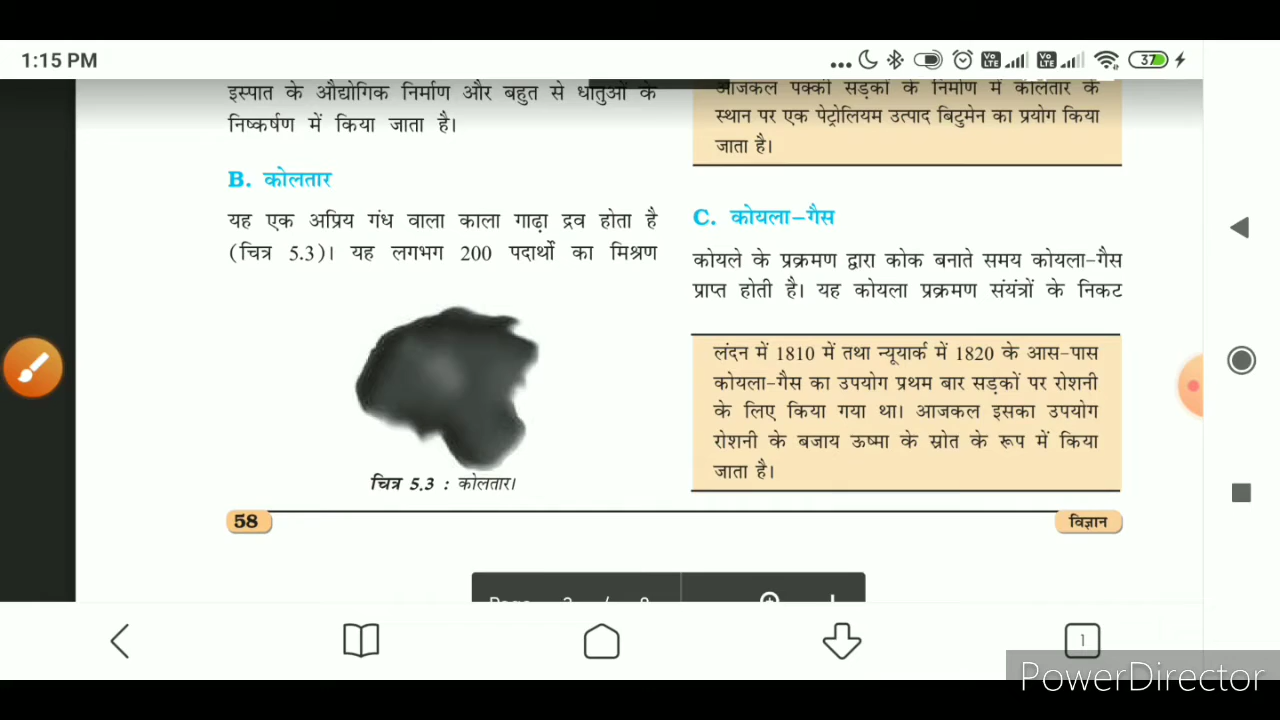 1:15 PM
37
इस्पात के औद्योगिक निर्माण और बहुत से धातुओं के
निष्कर्षण में किया जाता है।
B. कोलतार
यह एक अप्रिय गंध वाला काला गाढ़ा द्रव होता है
(चित्र 5.3)। यह लगभग 200 पदार्थों का मिश्रण
चित्र 5.3 : कोलतार।
आजकल पक्की सड़कों के निर्माण में कोलतार के
स्थान पर एक पेट्रोलियम उत्पाद बिटुमेन का प्रयोग किया
जाता है।
C. कोयला-गैस
कोयले के प्रक्रमण द्वारा कोक बनाते समय कोयला-गैस
प्राप्त होती है। यह कोयला प्रक्रमण संयंत्रों के निकट
लंदन में 1810 में तथा न्यूयार्क में 1820 के आस-पास
कोयला-गैस का उपयोग प्रथम बार सड़कों पर रोशनी
के लिए किया गया था। आजकल इसका उपयोग
रोशनी के बजाय ऊष्मा के स्रोत के रूप में किया
जाता है।
58
विज्ञान
Page
1
PowerDirector